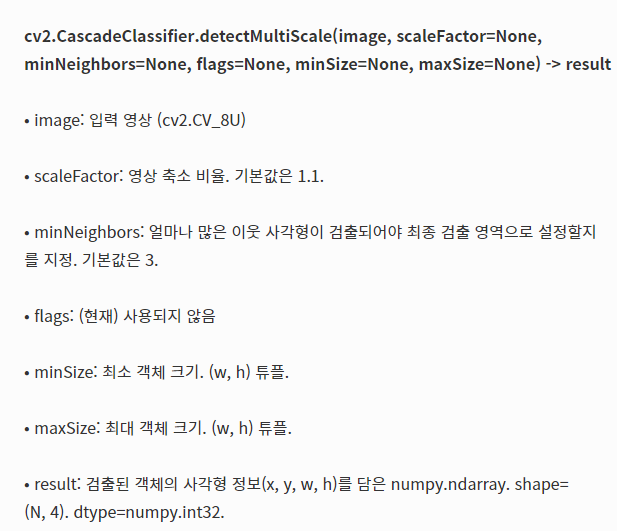 cv2.CascadeClassifier.detectMultiScale(image, scaleFactor=None,
minNeighbors=None, flags=None, minSize=None, maxSize=None) -> result
• image: 입력 영상 (cv2.CV_8U)
• scaleFactor: 영상 축소 비율. 기본값은 1.1.
• minNeighbors: 얼마나 많은 이웃 사각형이 검출되어야 최종 검출 영역으로 설정할지
를 지정. 기본값은 3.
• flags: (현재) 사용되지 않음
• minSize: 최소 객체 크기. (w, h) 튜플.
• maxSize: 최대 객체 크기. (w, h) 튜플.
• result: 검출된 객체의 사각형 정보(x, y, w, h)를 담은 numpy.ndarray. shape=
(N, 4). dtype=numpy.int32.